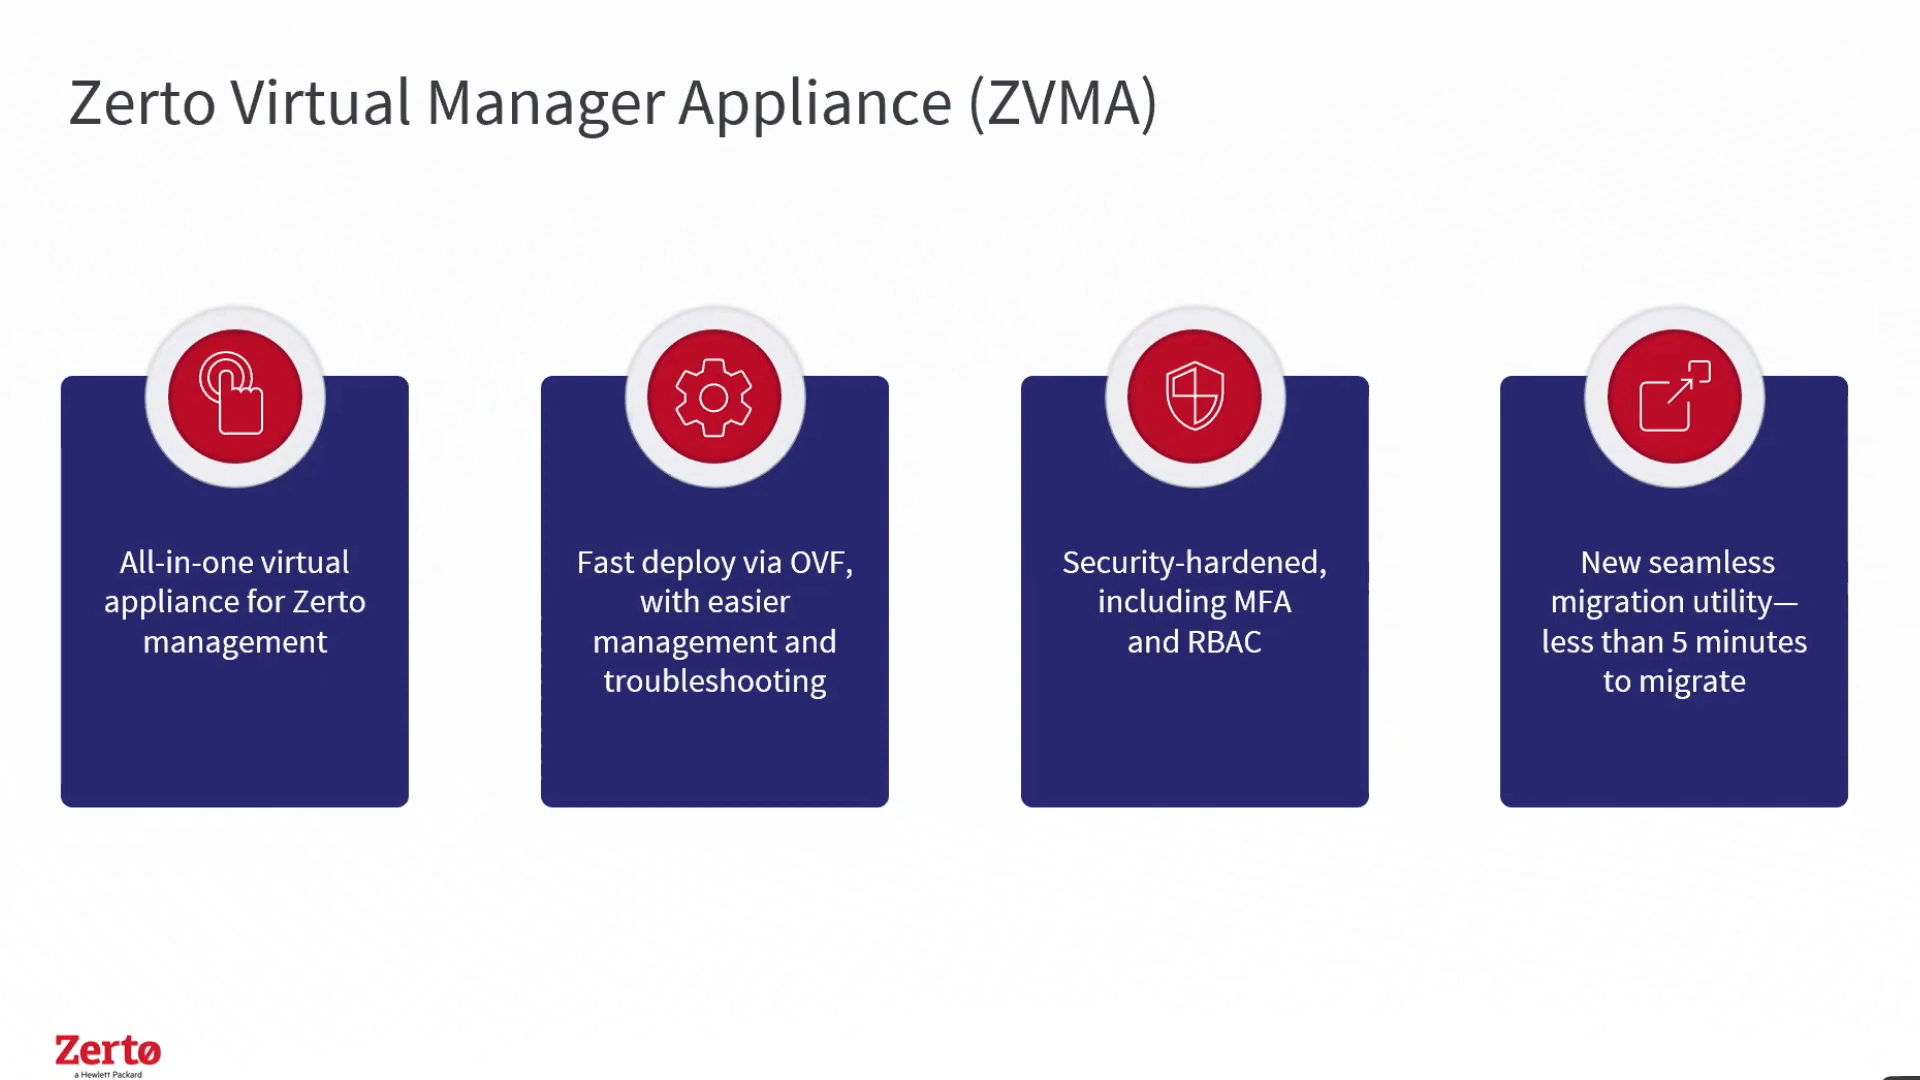 Zerto Virtual Manager Appliance (ZVMA)
All-in-one virtual
appliance for Zerto
management
Fast deploy via OVF,
with easier
management and
troubleshooting
Security-hardened,
including MFA
and RBAC
New seamless
migration utility—
less than 5 minutes
to migrate
Zerto
a Hewlett Packard